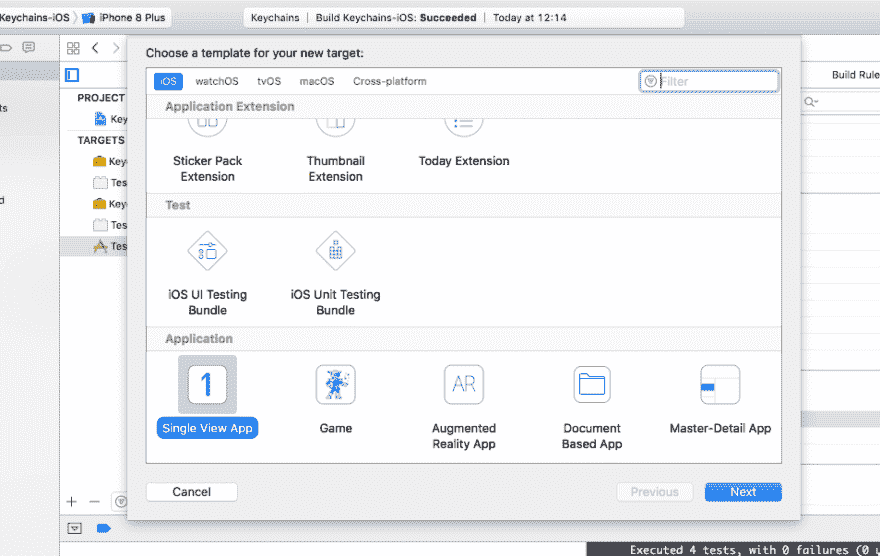 Keychains-iOS 〉 iPhone 8 Plus
Keychains | Build Keychains-iOS: Succeeded | Today at 12:14
Choose a template for your new target:
iOS watchOS tvOS macOS Cross-platform
Filter
Build Rule
Application Extension
PROJECT
Key
TARGETS
Key
Tes
Key
Tes
Tes
Sticker Pack
Extension
Thumbnail
Extension
Today Extension
Test
iOS UI Testing
Bundle
iOS Unit Testing
Bundle
Application
1
AR
Single View App
Game
Augmented
Reality App
Document
Based App
Master-Detail App
Cancel
Previous
Next
Executed 4 tests, with 0 failures (0 u